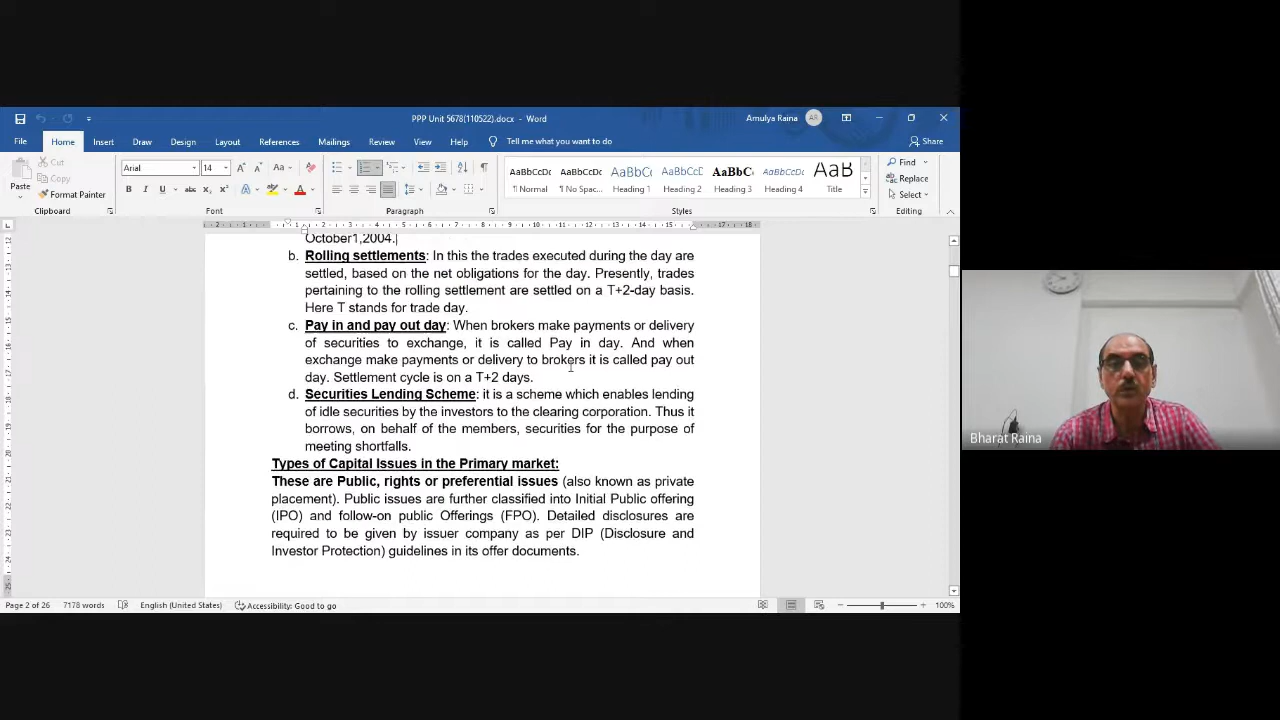 PPP Unit 5678(110522).docx - Word
Amulya Raina
AR
File Home Insert Draw Design Layout References Mailings Review View Help Tell me what you want to do Share
Paste
Cut
Copy
Format Painter
Clipboard
Arial 14
Font
Paragraph
AaBbCcDc AaBbCcDc AaBbC( AaBbCcD AaBbC AaBbCcDc AaB
¶ Normal ¶ No Spac... Heading 1 Heading 2 Heading 3 Heading 4 Title
Styles
Find
Replace
Select
Editing
October1,2004.
b. Rolling settlements: In this the trades executed during the day are
settled, based on the net obligations for the day. Presently, trades
pertaining to the rolling settlement are settled on a T+2-day basis.
Here T stands for trade day.
c. Pay in and pay out day: When brokers make payments or delivery
of securities to exchange, it is called Pay in day. And when
exchange make payments or delivery to brokers it is called pay out
day. Settlement cycle is on a T+2 days.
d. Securities Lending Scheme: it is a scheme which enables lending
of idle securities by the investors to the clearing corporation. Thus it
borrows, on behalf of the members, securities for the purpose of
meeting shortfalls.
Types of Capital Issues in the Primary market:
These are Public, rights or preferential issues (also known as private
placement). Public issues are further classified into Initial Public offering
(IPO) and follow-on public Offerings (FPO). Detailed disclosures are
required to be given by issuer company as per DIP (Disclosure and
Investor Protection) guidelines in its offer documents.
Page 2 of 26 7178 words English (United States) Accessibility: Good to go 100%
Bharat Raina